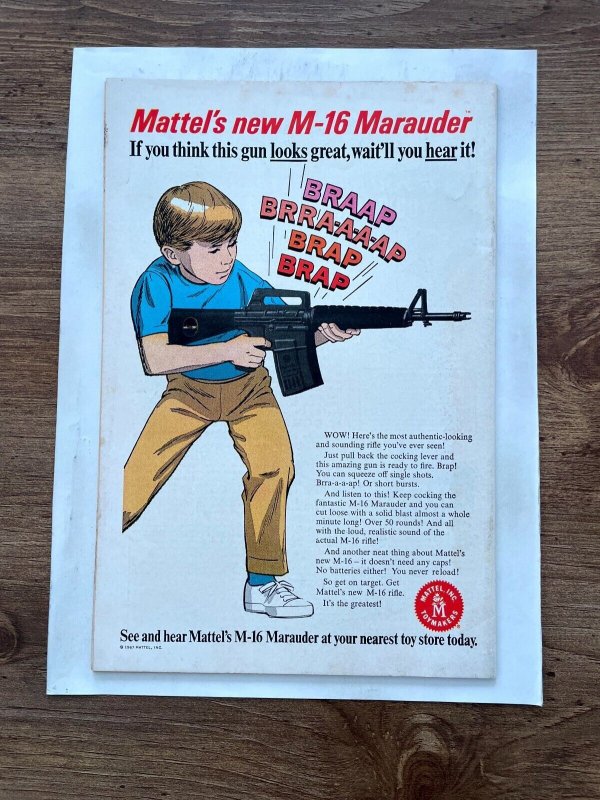 Mattel's new M-16 Marauder™
If you think this gun looks great, wait'll you hear it!
BRAAP
BRRA-A-A-AP
BRAP
BRAP
WOW! Here's the most authentic-looking
and sounding rifle you've ever seen!
Just pull back the cocking lever and
this amazing gun is ready to fire. Brap!
You can squeeze off single shots.
Brra-a-a-ap! Or short bursts.
And listen to this! Keep cocking the
fantastic M-16 Marauder and you can
cut loose with a solid blast almost a whole
minute long! Over 50 rounds! And all
with the loud, realistic sound of the
actual M-16 rifle!
And another neat thing about Mattel's
new M-16 – it doesn't need any caps!
No batteries either! You never reload!
So get on target. Get
Mattel's new M-16 rifle.
It's the greatest!
MATTEL, INC.
M
TOYMAKERS
®
See and hear Mattel's M-16 Marauder at your nearest toy store today.
© 1967 MATTEL, INC.